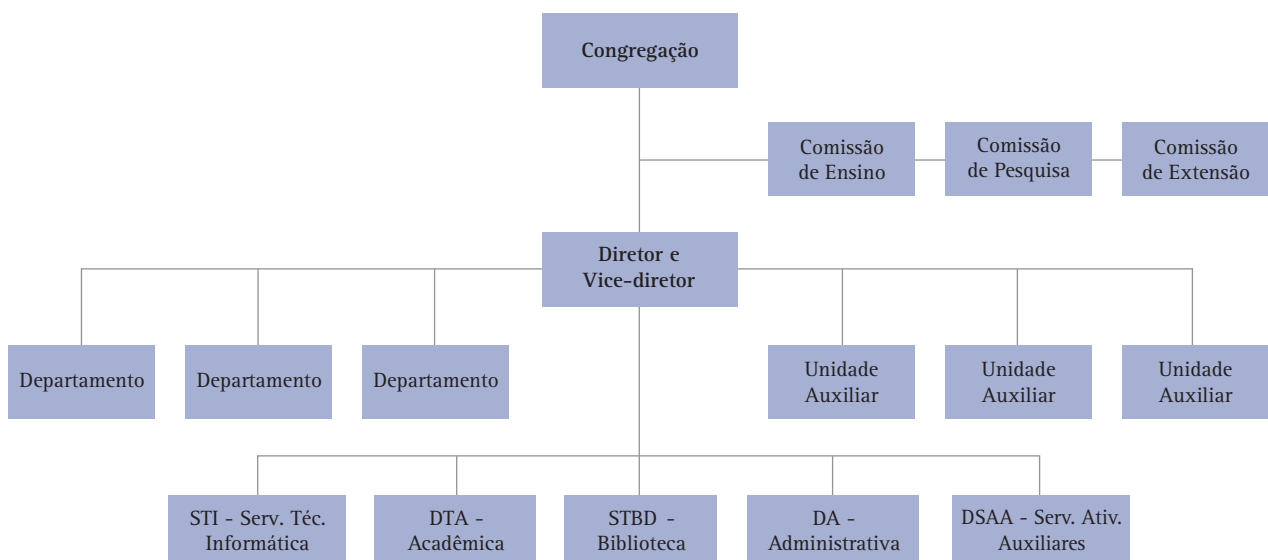 Congregação
Comissão
de Ensino
Comissão
de Pesquisa
Comissão
de Extensão
Diretor e
Vice-diretor
Departamento
Departamento
Departamento
Unidade
Auxiliar
Unidade
Auxiliar
Unidade
Auxiliar
STI - Serv. Téc.
Informática
DTA -
Acadêmica
STBD -
Biblioteca
DA -
Administrativa
DSAA - Serv. Ativ.
Auxiliares